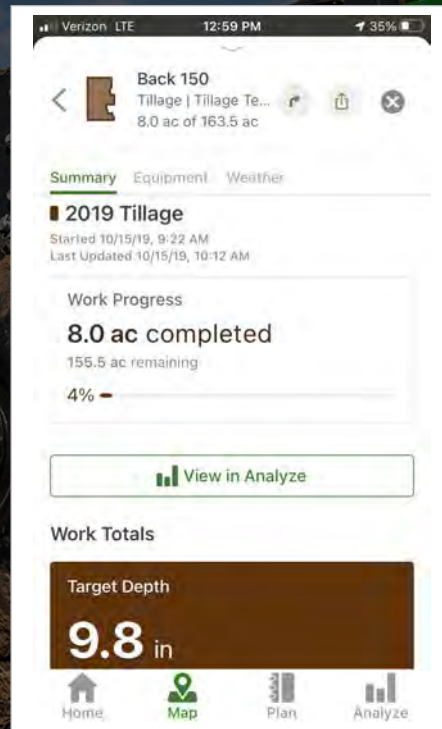 Verizon LTE 12:59 PM 35%
Back 150
Tillage | Tillage Te...
8.0 ac of 163.5 ac
Summary Equipment Weather
2019 Tillage
Started 10/15/19, 9:22 AM
Last Updated 10/15/19, 10:12 AM
Work Progress
8.0 ac completed
155.5 ac remaining
4%
View in Analyze
Work Totals
Target Depth
9.8 in
Home Map Plan Analyze